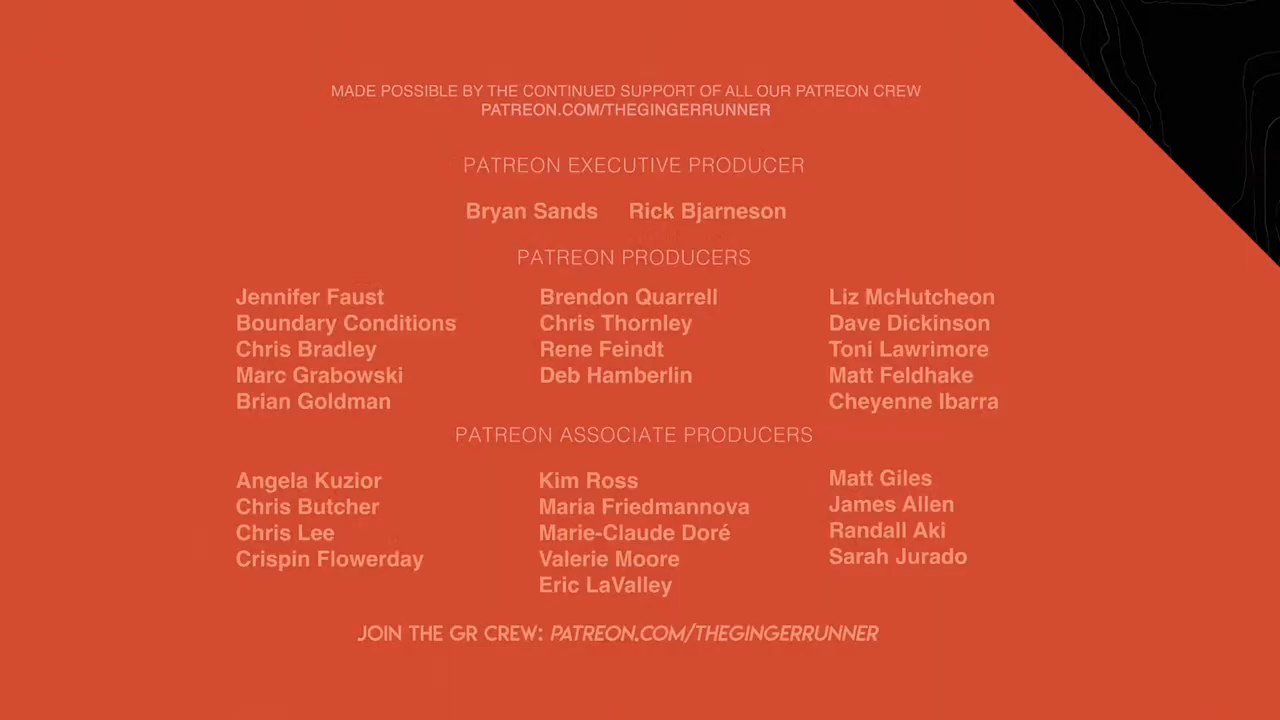 MADE POSSIBLE BY THE CONTINUED SUPPORT OF ALL OUR PATREON CREW
PATREON.COM/THEGINGERRUNNER
PATREON EXECUTIVE PRODUCER
Bryan Sands Rick Bjarneson
PATREON PRODUCERS
Jennifer Faust
Boundary Conditions
Chris Bradley
Marc Grabowski
Brian Goldman
Brendon Quarrell
Chris Thornley
Rene Feindt
Deb Hamberlin
Liz McHutcheon
Dave Dickinson
Toni Lawrimore
Matt Feldhake
Cheyenne Ibarra
PATREON ASSOCIATE PRODUCERS
Angela Kuzior
Chris Butcher
Chris Lee
Crispin Flowerday
Kim Ross
Maria Friedmannova
Marie-Claude Doré
Valerie Moore
Eric LaValley
Matt Giles
James Allen
Randall Aki
Sarah Jurado
JOIN THE GR CREW: PATREON.COM/THEGINGERRUNNER